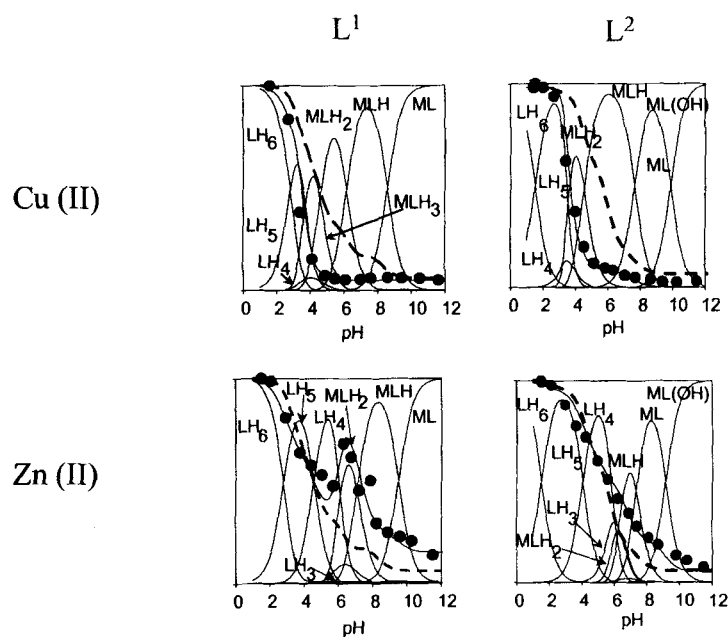 L¹ L²
Cu (II)
LH₆ MLH₂ MLH ML
LH₅ MLH₃
LH₄
0 2 4 6 8 10 12
pH
LH₆ MLH₂ MLH ML(OH)
LH₅ ML
LH₄
0 2 4 6 8 10 12
pH
Zn (II)
LH₆ LH₅ LH₄ MLH₂ MLH ML
LH₃
0 2 4 6 8 10 12
pH
LH₆ LH₅ LH₄ MLH ML ML(OH)
LH₃
MLH₂
0 2 4 6 8 10 12
pH